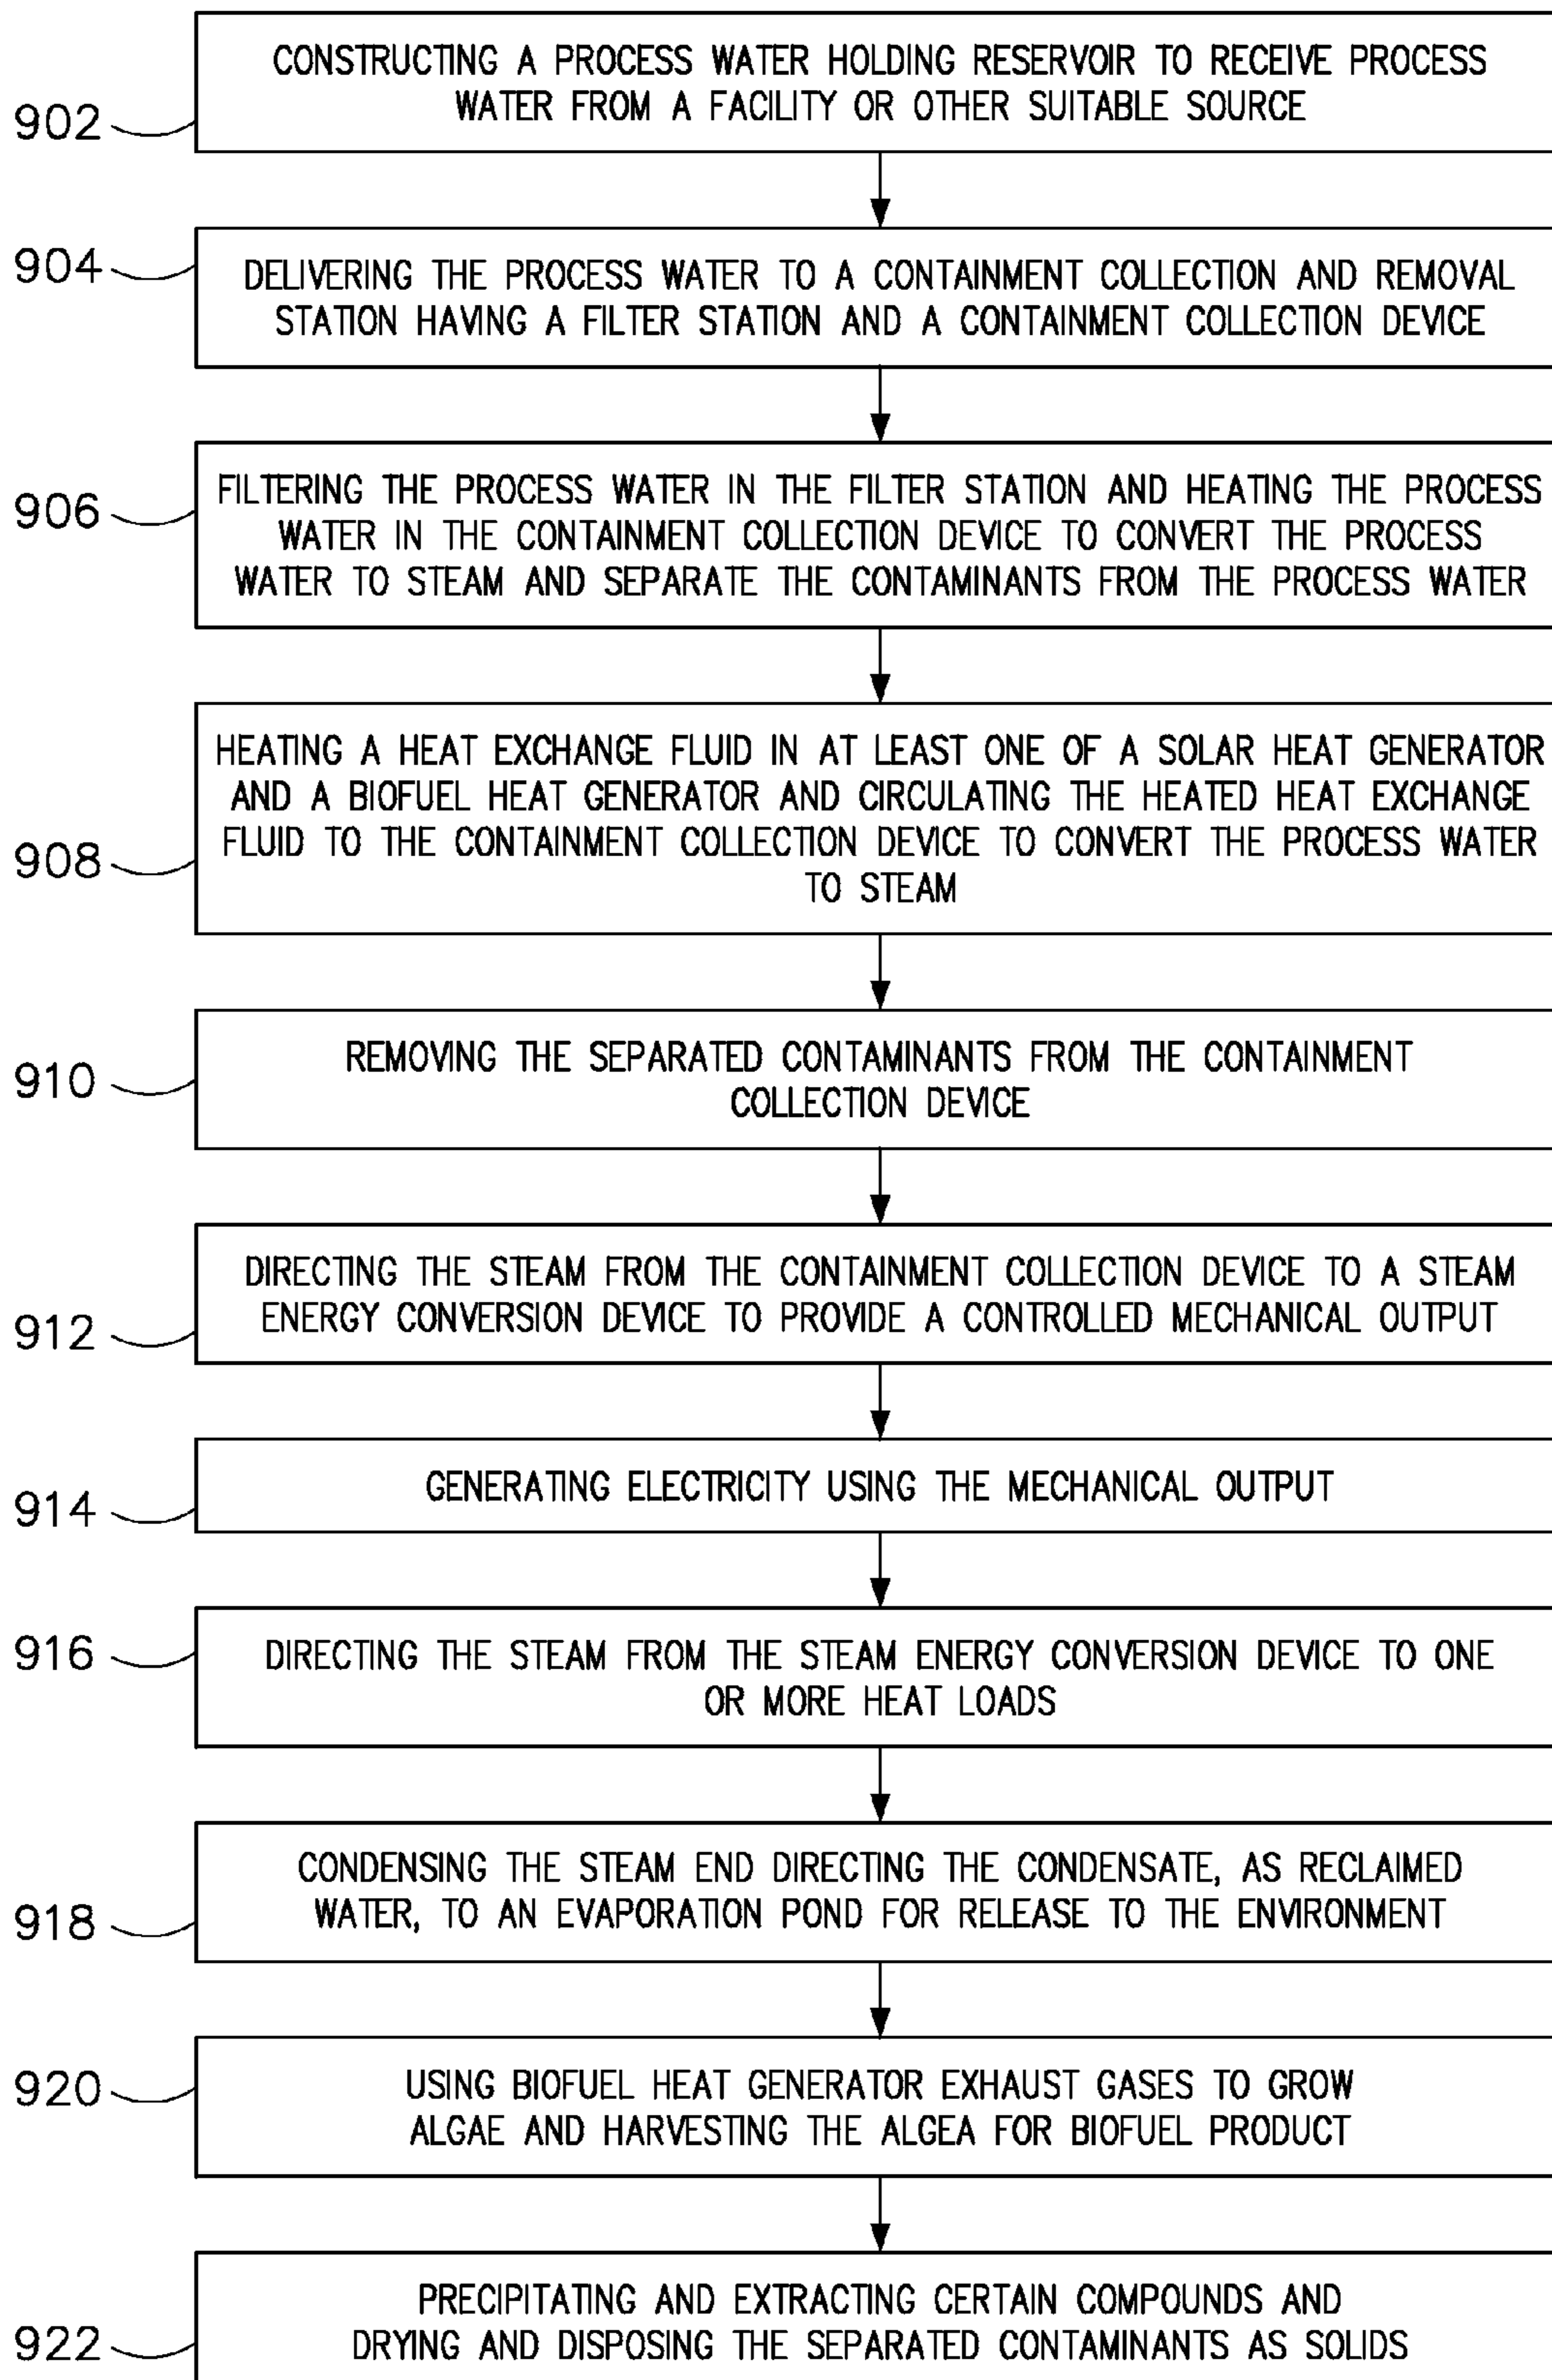 CONSTRUCTING A PROCESS WATER HOLDING RESERVOIR TO RECEIVE PROCESS
WATER FROM A FACILITY OR OTHER SUITABLE SOURCE
902
904
DELIVERING THE PROCESS WATER TO A CONTAINMENT COLLECTION AND REMOVAL
STATION HAVING A FILTER STATION AND A CONTAINMENT COLLECTION DEVICE
906
FILTERING THE PROCESS WATER IN THE FILTER STATION AND HEATING THE PROCESS
WATER IN THE CONTAINMENT COLLECTION DEVICE TO CONVERT THE PROCESS
WATER TO STEAM AND SEPARATE THE CONTAMINANTS FROM THE PROCESS WATER
HEATING A HEAT EXCHANGE FLUID IN AT LEAST ONE OF A SOLAR HEAT GENERATOR
AND A BIOFUEL HEAT GENERATOR AND CIRCULATING THE HEATED HEAT EXCHANGE
FLUID TO THE CONTAINMENT COLLECTION DEVICE TO CONVERT THE PROCESS WATER
TO STEAM
908
REMOVING THE SEPARATED CONTAMINANTS FROM THE CONTAINMENT
COLLECTION DEVICE
910
DIRECTING THE STEAM FROM THE CONTAINMENT COLLECTION DEVICE TO A STEAM
ENERGY CONVERSION DEVICE TO PROVIDE A CONTROLLED MECHANICAL OUTPUT
912
GENERATING ELECTRICITY USING THE MECHANICAL OUTPUT
914
916
DIRECTING THE STEAM FROM THE STEAM ENERGY CONVERSION DEVICE TO ONE
OR MORE HEAT LOADS
CONDENSING THE STEAM END DIRECTING THE CONDENSATE, AS RECLAIMED
WATER, TO AN EVAPORATION POND FOR RELEASE TO THE ENVIRONMENT
918
920
USING BIOFUEL HEAT GENERATOR EXHAUST GASES TO GROW
ALGAE AND HARVESTING THE ALGEA FOR BIOFUEL PRODUCT
PRECIPITATING AND EXTRACTING CERTAIN COMPOUNDS AND
DRYING AND DISPOSING THE SEPARATED CONTAMINANTS AS SOLIDS
922